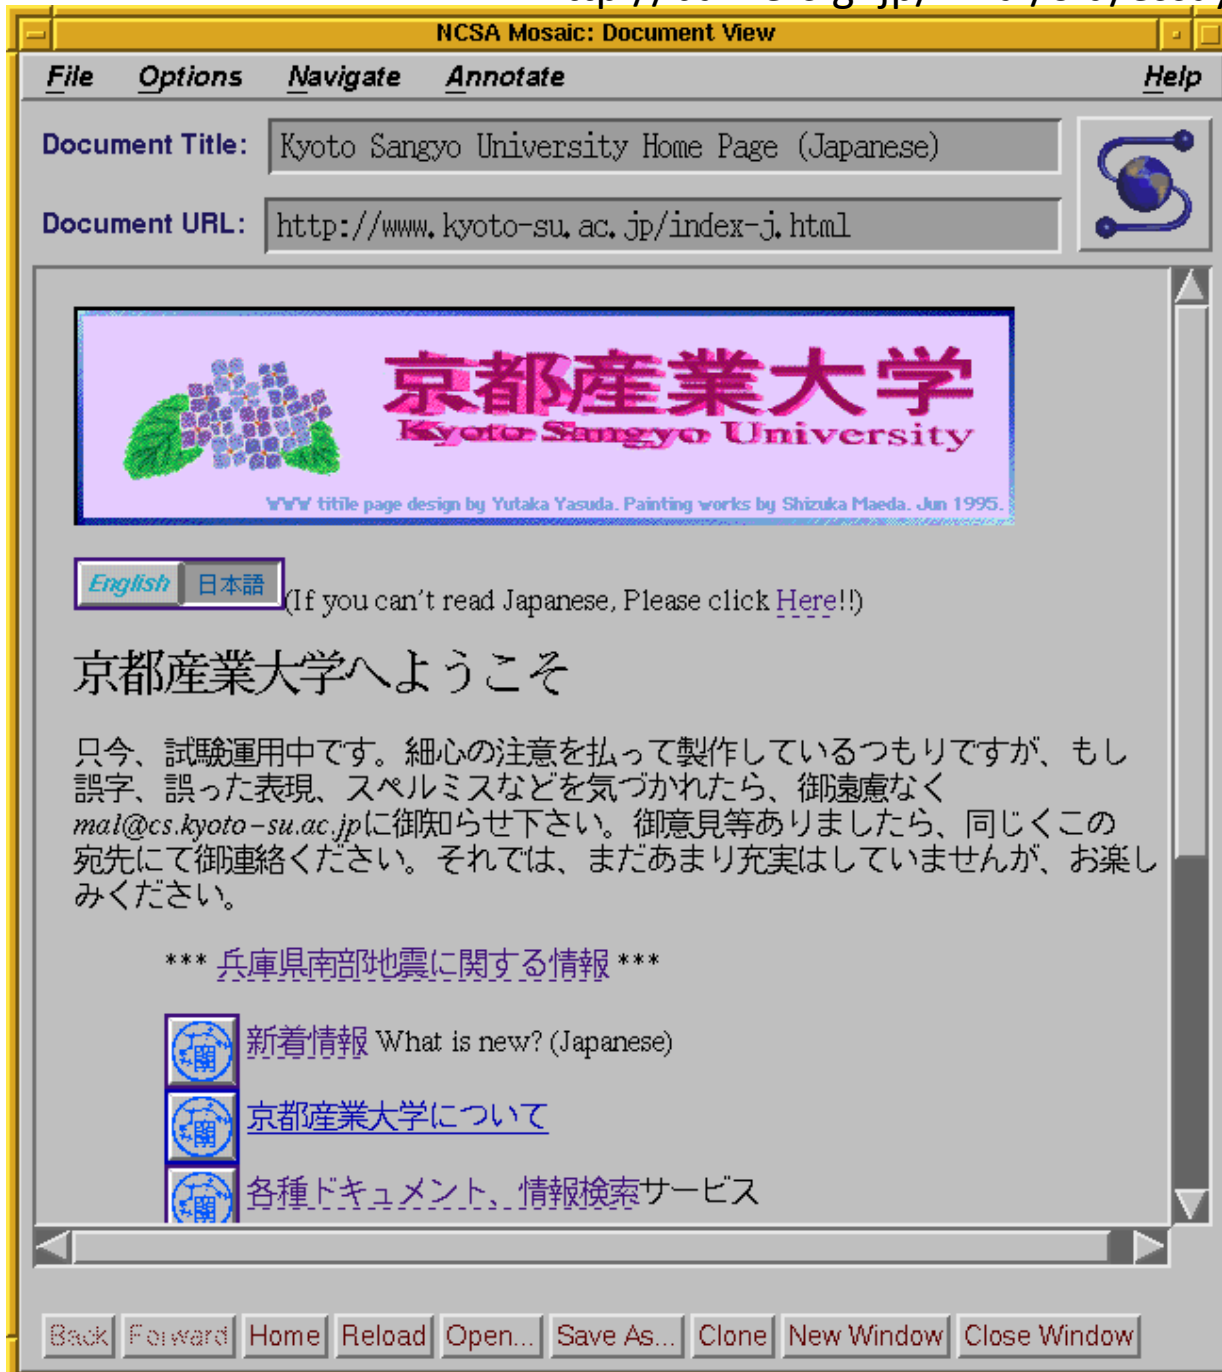 NCSA Mosaic: Document View
File Options Navigate Annotate Help
Document Title: Kyoto Sangyo University Home Page (Japanese)
Document URL: http://www.kyoto-su.ac.jp/index-j.html
京都産業大学
Kyoto Sangyo University
WWW titile page design by Yutaka Yasuda. Painting works by Shizuka Maeda. Jun 1995.
English 日本語 (If you can't read Japanese, Please click Here!!)
京都産業大学へようこそ
只今、試験運用中です。細心の注意を払って製作しているつもりですが、もし
誤字、誤った表現、スペルミスなどを気づかれたら、御遠慮なく
mal@cs.kyoto-su.ac.jpに御知らせ下さい。御意見等ありましたら、同じくこの
宛先にて御連絡ください。それでは、まだあまり充実はしていませんが、お楽し
みください。
*** 兵庫県南部地震に関する情報 ***
新着情報 What is new? (Japanese)
京都産業大学について
各種ドキュメント、情報検索サービス
Back Forward Home Reload Open... Save As... Clone New Window Close Window